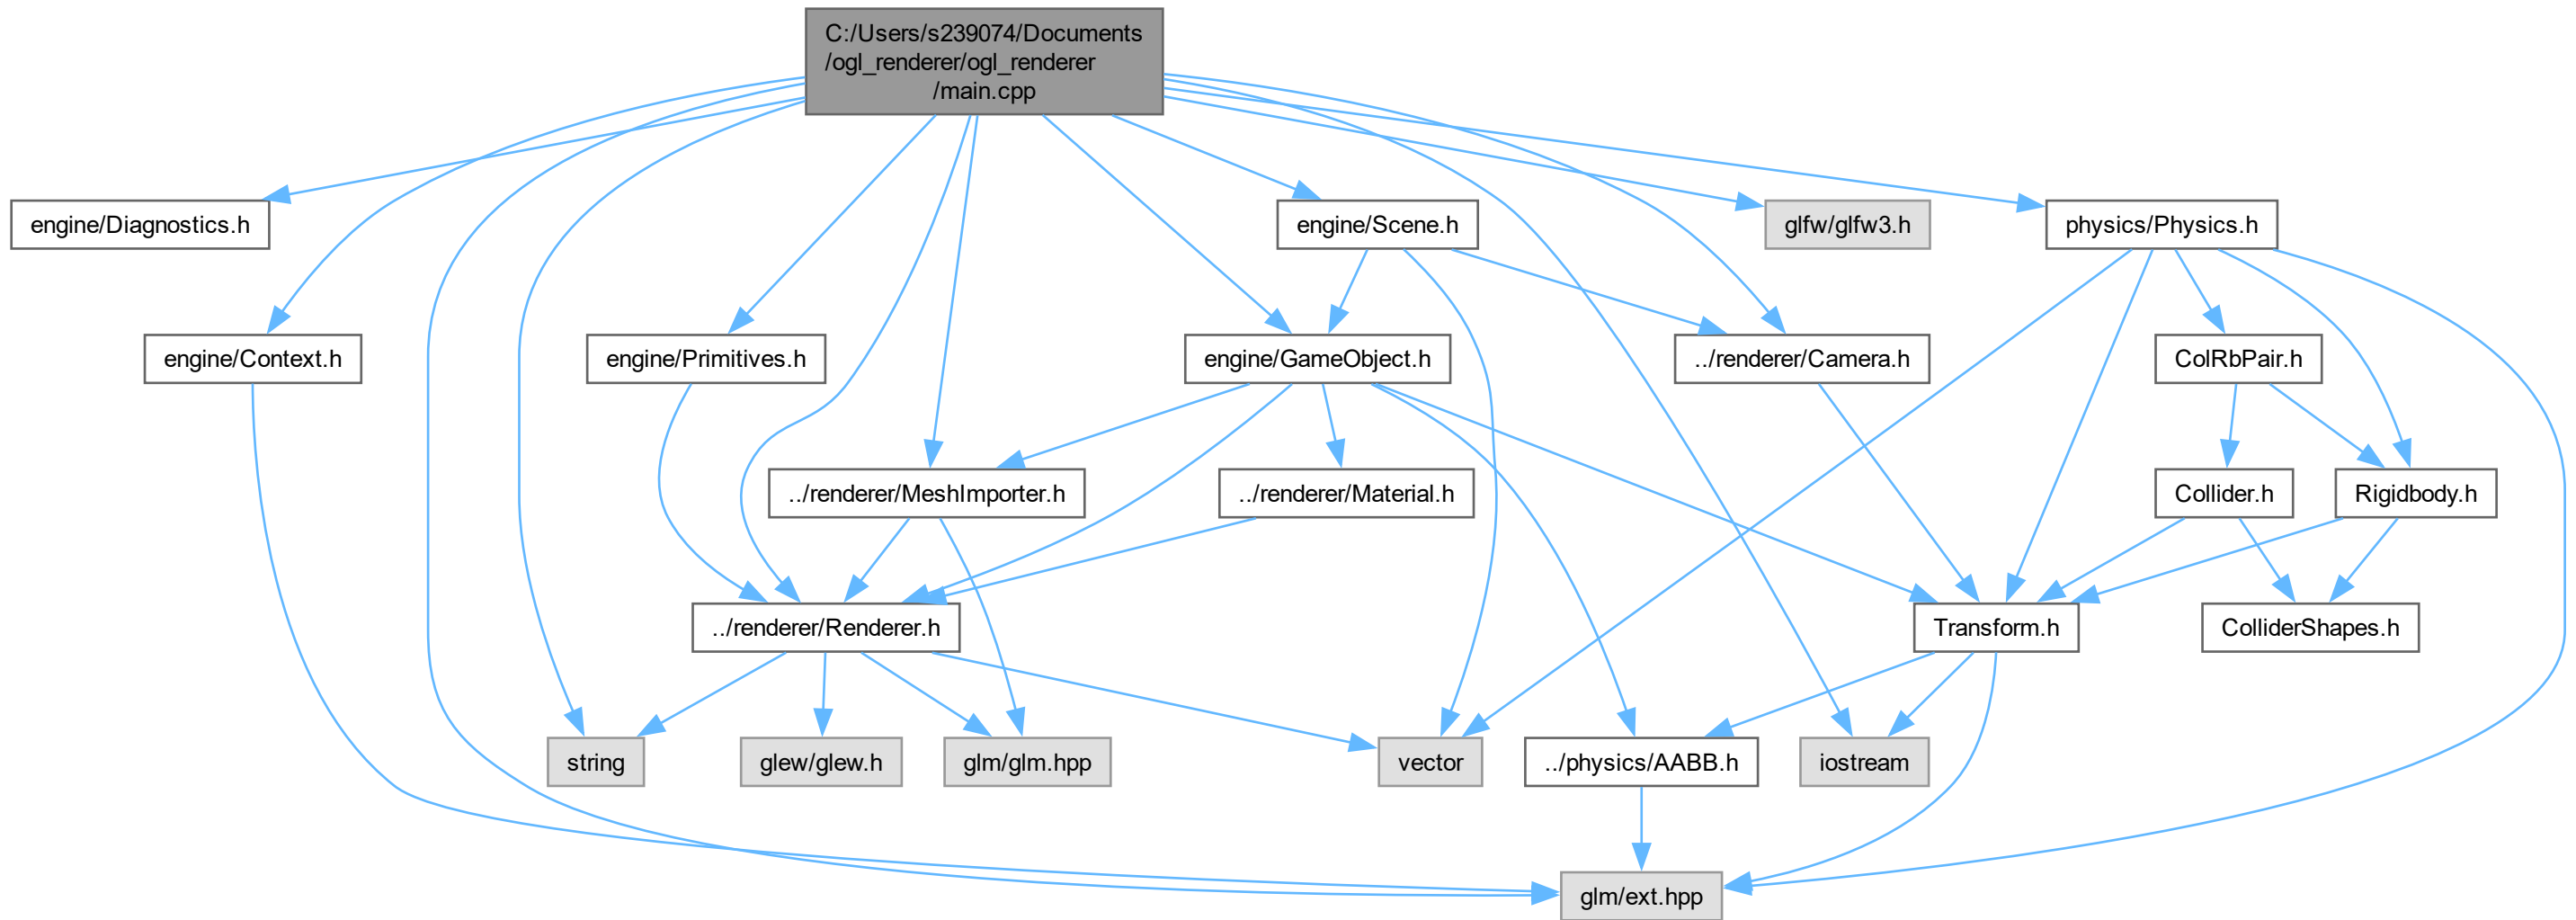 C:/Users/s239074/Documents
/ogl_renderer/ogl_renderer
/main.cpp
engine/Diagnostics.h
engine/Scene.h
glfw/glfw3.h
physics/Physics.h
engine/Context.h
engine/Primitives.h
engine/GameObject.h
../renderer/Camera.h
ColRbPair.h
../renderer/MeshImporter.h
../renderer/Material.h
Collider.h
Rigidbody.h
../renderer/Renderer.h
Transform.h
ColliderShapes.h
string
glew/glew.h
glm/glm.hpp
vector
../physics/AABB.h
iostream
glm/ext.hpp